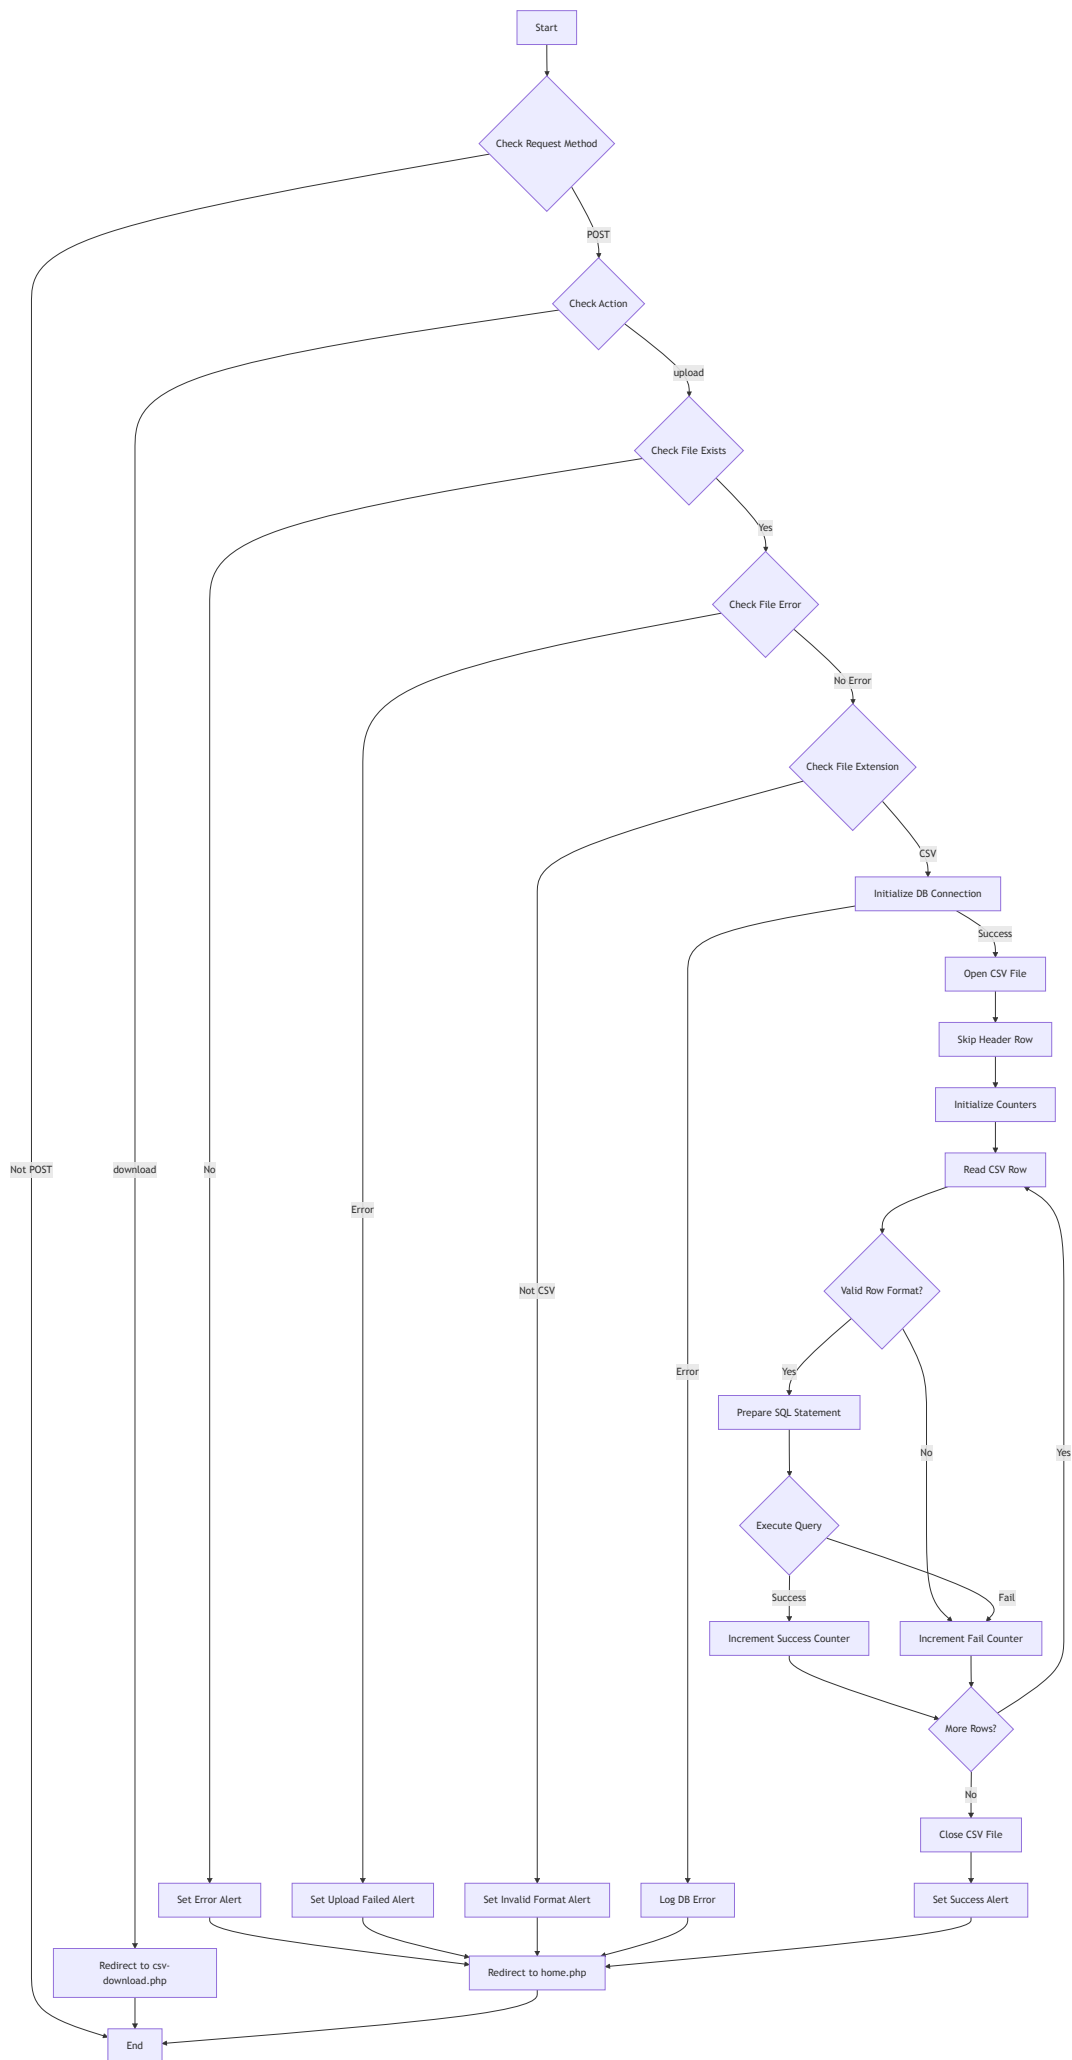 Start
Check Request Method
POST
Check Action
upload
Check File Exists
Yes
Check File Error
No Error
Check File Extension
CSV
Initialize DB Connection
Success
Open CSV File
Skip Header Row
Initialize Counters
Not POST
download
No
Read CSV Row
Error
Not CSV
Valid Row Format?
Error
Yes
Prepare SQL Statement
No
Yes
Execute Query
Success
Fail
Increment Success Counter
Increment Fail Counter
More Rows?
No
Close CSV File
Set Error Alert
Set Upload Failed Alert
Set Invalid Format Alert
Log DB Error
Set Success Alert
Redirect to csv-
download.php
Redirect to home.php
End